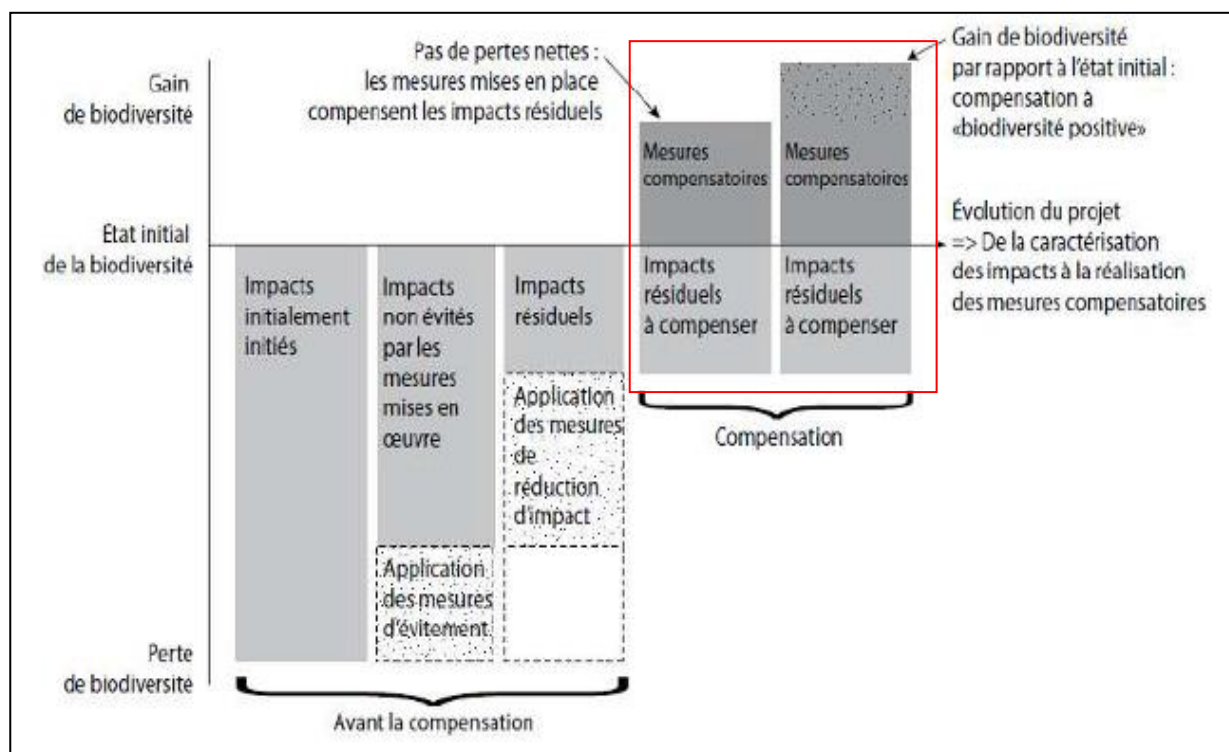 Pas de pertes nettes :
les mesures mises en place
compensent les impacts résiduels
Gain de biodiversité
par rapport à l'état initial :
compensation à
«biodiversité positive»
Gain
de biodiversité
Mesures
compensatoires
Mesures
compensatoires
État initial
de la biodiversité
Évolution du projet
=> De la caractérisation
des impacts à la réalisation
des mesures compensatoires
Impacts
initialement
initiés
Impacts
non évités
par les
mesures
mises en
œuvre
Impacts
résiduels
Impacts
résiduels
à compenser
Impacts
résiduels
à compenser
Application
des mesures
de
réduction
d'impact
Compensation
Application
des mesures
d'évitement
Perte
de biodiversité
Avant la compensation